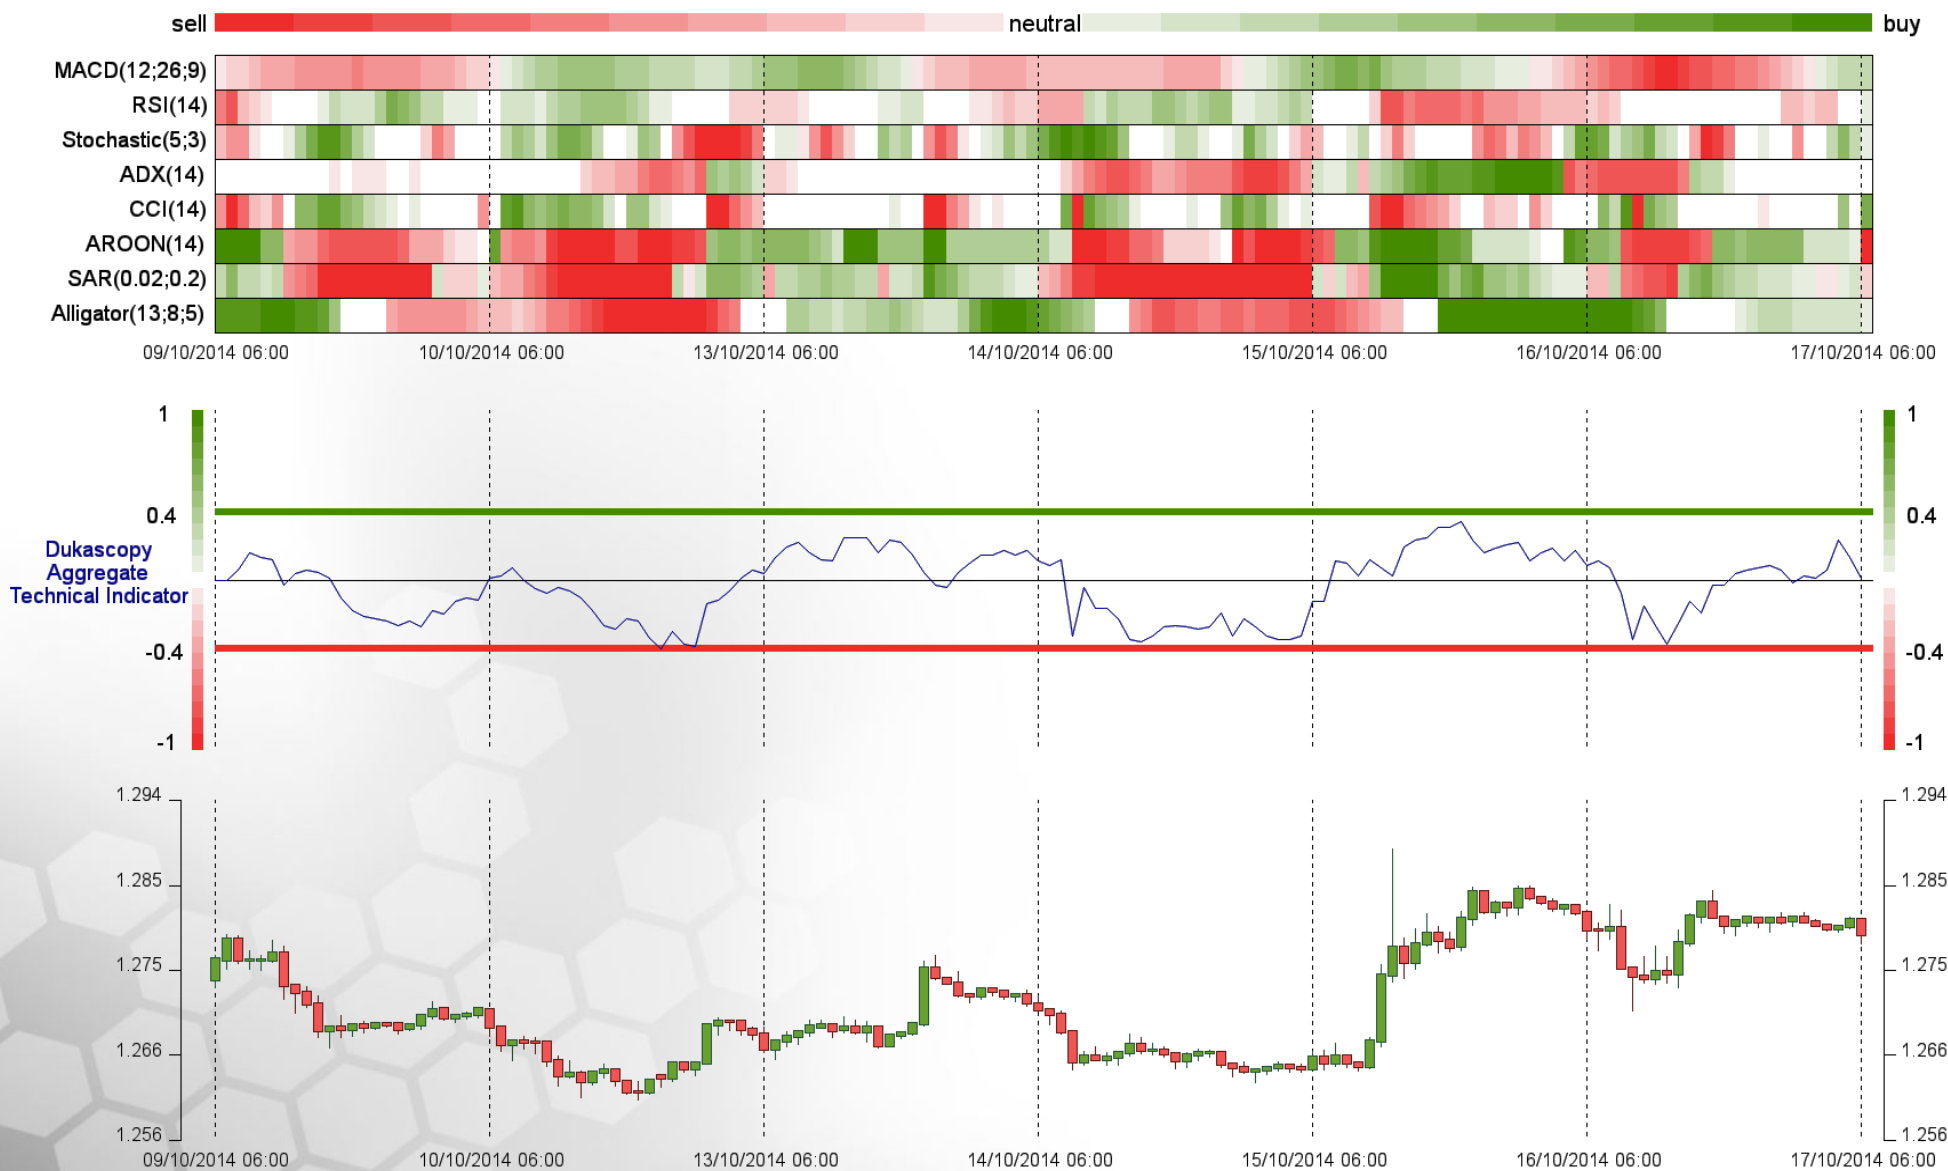 sell neutral buy
MACD(12;26;9)
RSI(14)
Stochastic(5;3)
ADX(14)
CCI(14)
AROON(14)
SAR(0.02;0.2)
Alligator(13;8;5)
09/10/2014 06:00 10/10/2014 06:00 13/10/2014 06:00 14/10/2014 06:00 15/10/2014 06:00 16/10/2014 06:00 17/10/2014 06:00
1 1
0.4 0.4
Dukascopy
Aggregate
Technical Indicator
-0.4 -0.4
-1 -1
1.294 1.294
1.285 1.285
1.275 1.275
1.266 1.266
1.256 1.256
09/10/2014 06:00 10/10/2014 06:00 13/10/2014 06:00 14/10/2014 06:00 15/10/2014 06:00 16/10/2014 06:00 17/10/2014 06:00